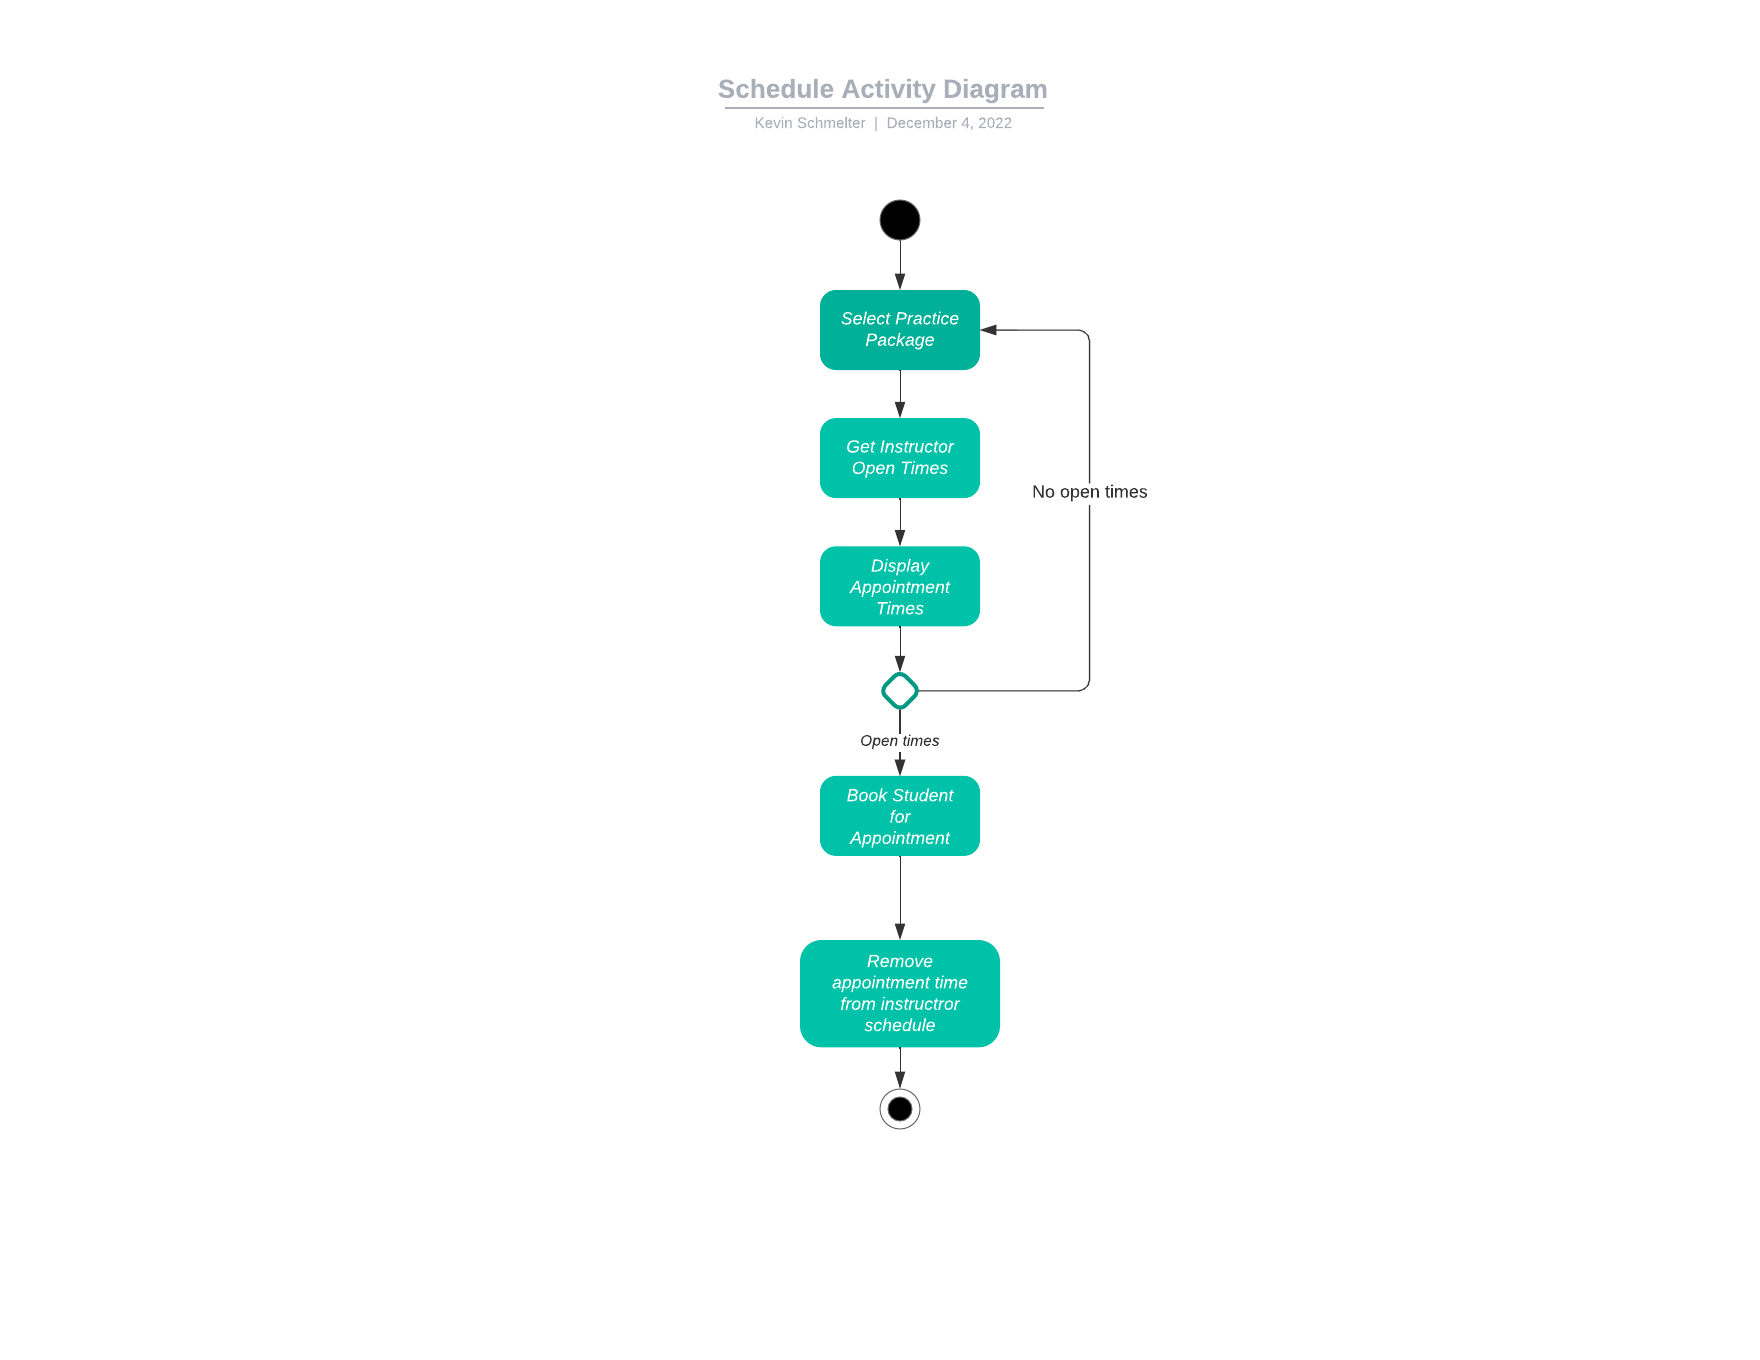 Schedule Activity Diagram
Kevin Schmelter | December 4, 2022
Select Practice
Package
Get Instructor
Open Times
No open times
Display
Appointment
Times
Open times
Book Student
for
Appointment
Remove
appointment time
from instructror
schedule